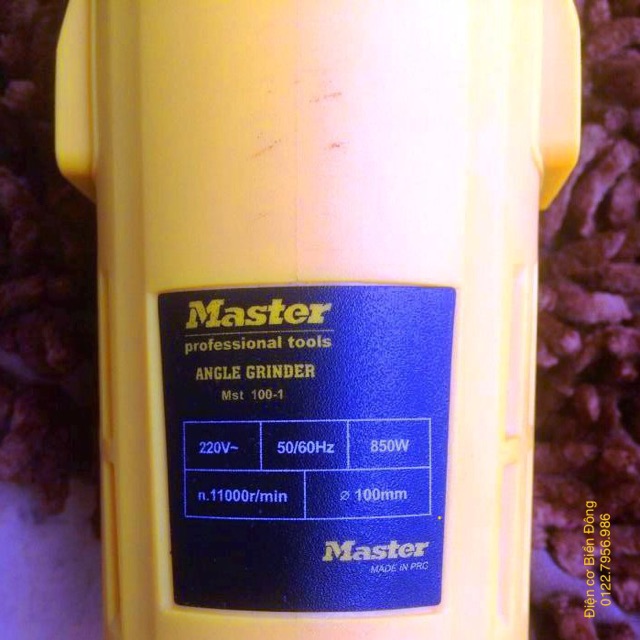 Master
professional tools
ANGLE GRINDER
Mst 100-1
220V~ 50/60Hz 850W
n.11000r/min ⌀ 100mm
Master
MADE IN PRC
Điện cơ Biển Đông
0122.7956.986